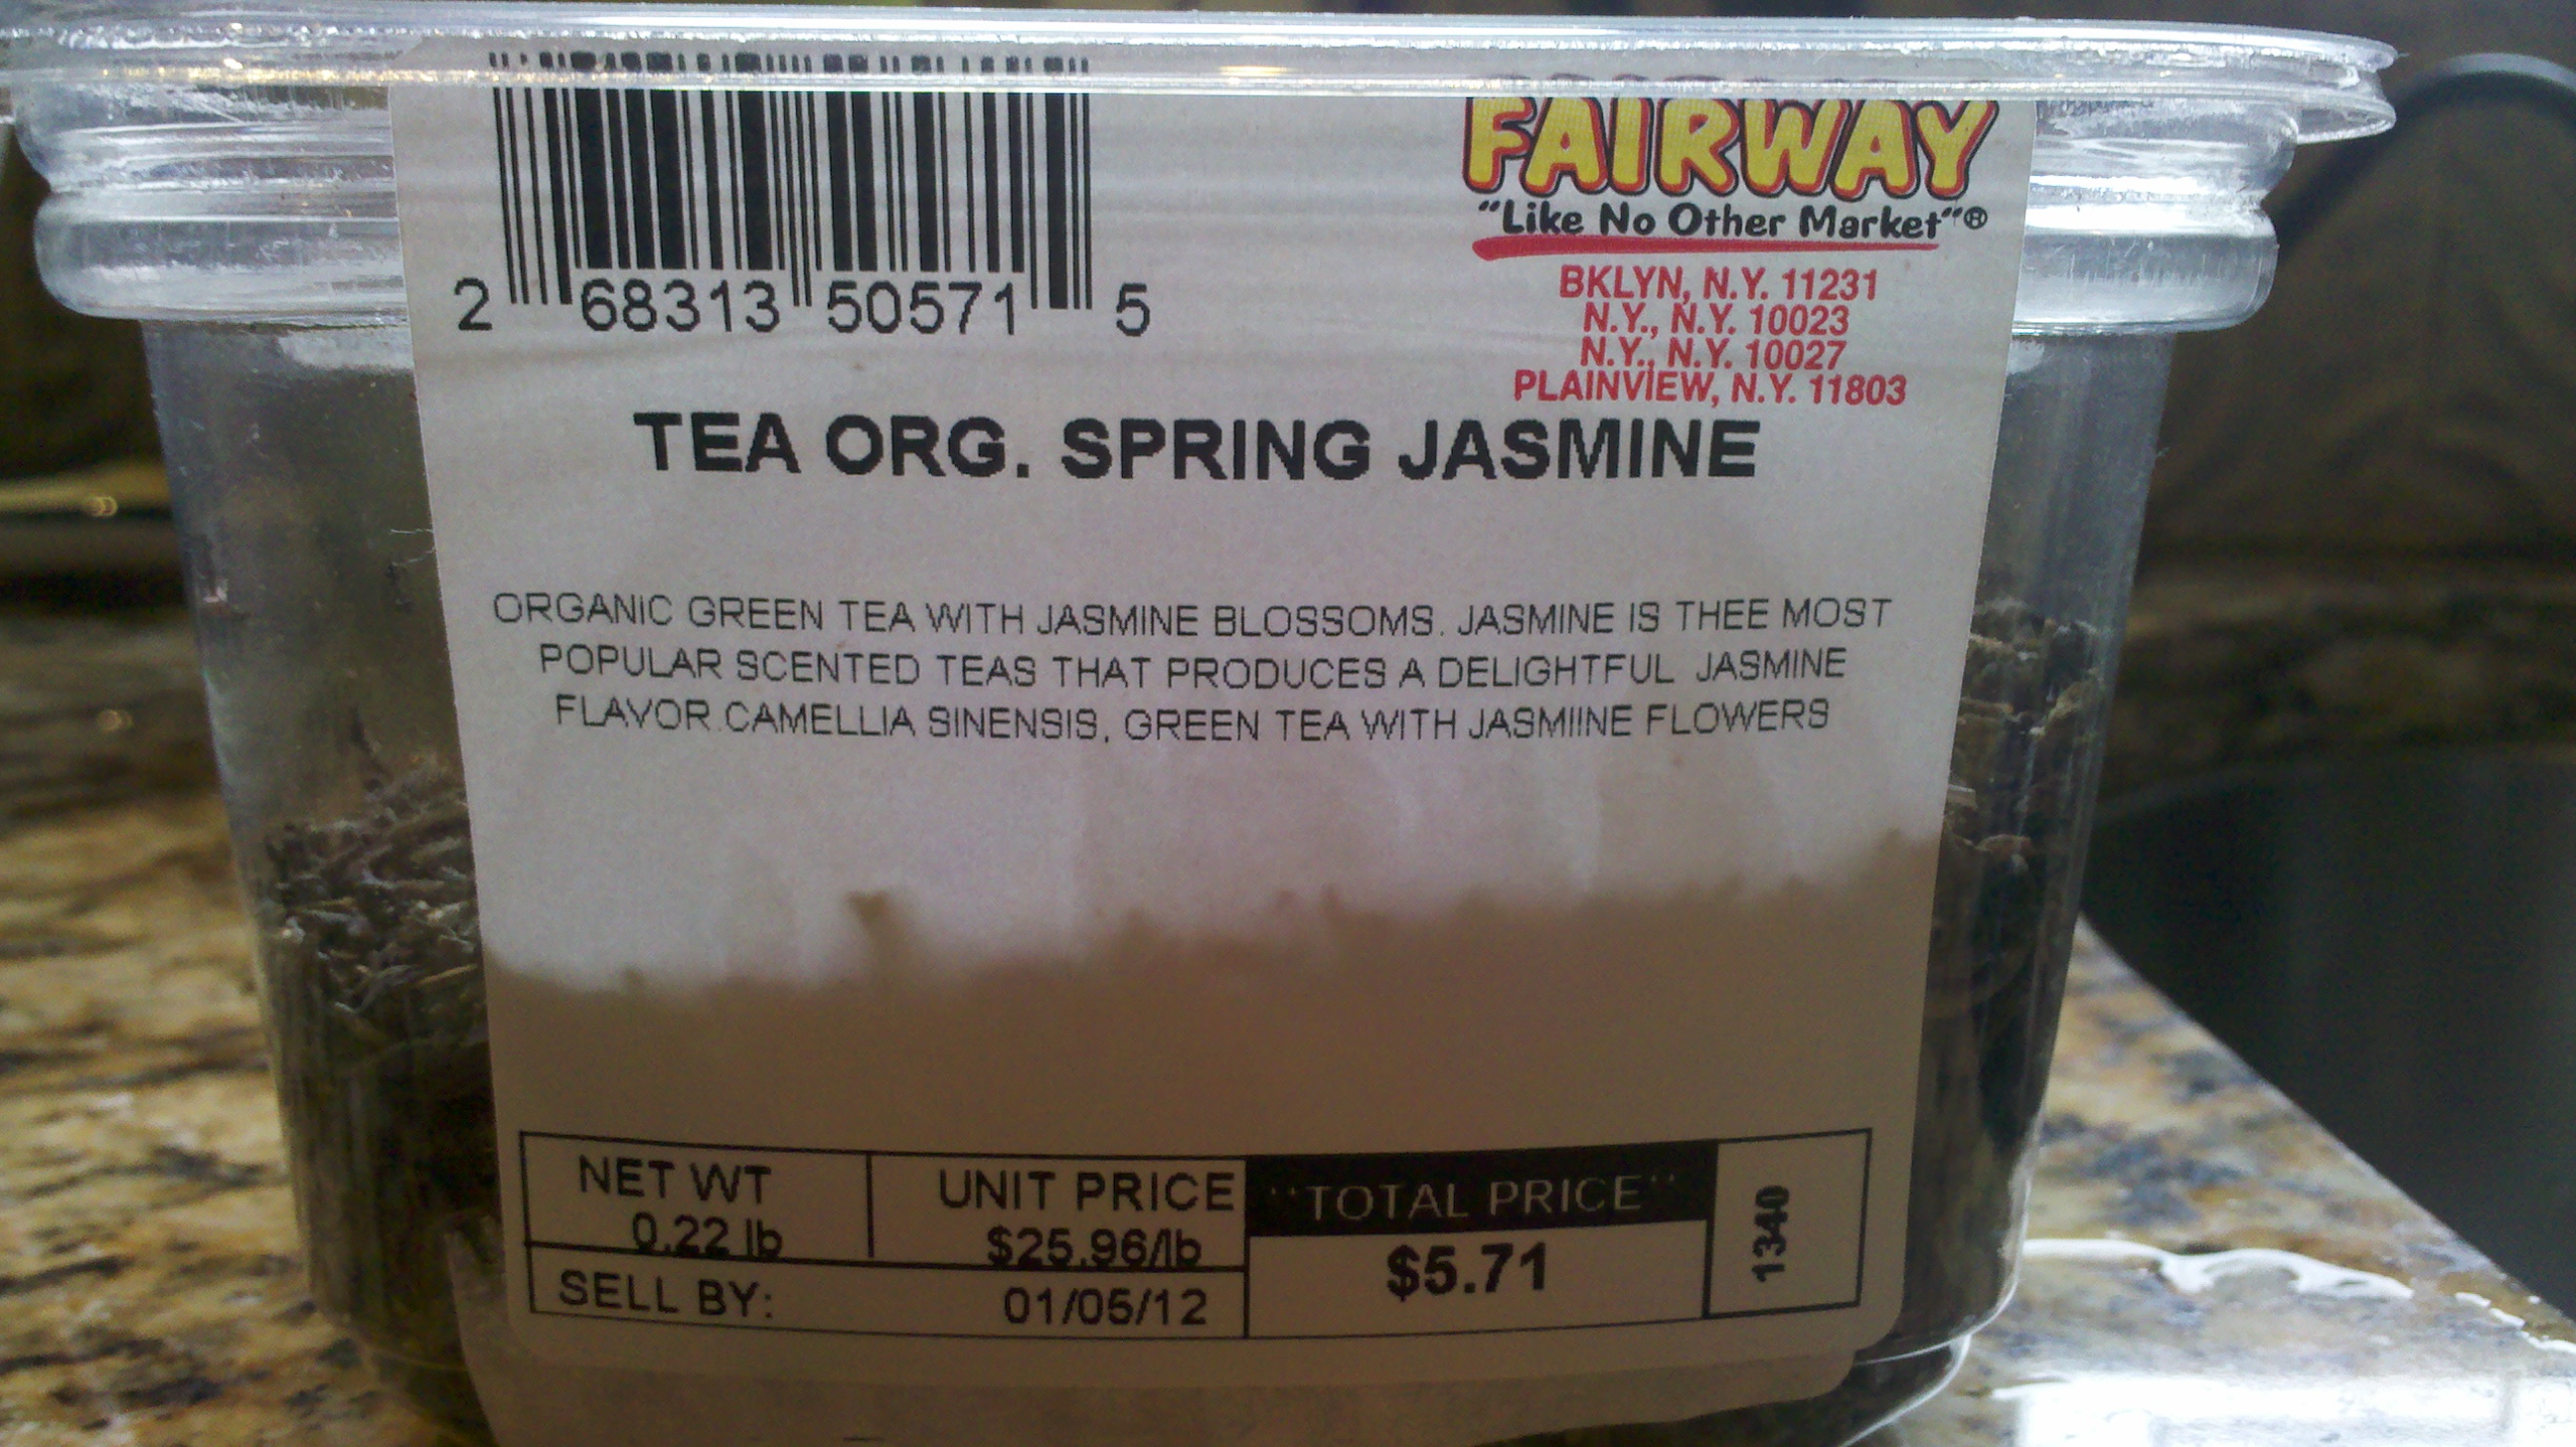 2 68313 50571 5
FAIRWAY
"Like No Other Market"®
BKLYN, N.Y. 11231
N.Y., N.Y. 10023
N.Y., N.Y. 10027
PLAINVIEW, N.Y. 11803
TEA ORG. SPRING JASMINE
ORGANIC GREEN TEA WITH JASMINE BLOSSOMS. JASMINE IS THEE MOST
POPULAR SCENTED TEAS THAT PRODUCES A DELIGHTFUL JASMINE
FLAVOR.CAMELLIA SINENSIS, GREEN TEA WITH JASMIINE FLOWERS
NET WT
0.22 lb
UNIT PRICE
$25.96/lb
"TOTAL PRICE"
$5.71
1340
SELL BY: 01/05/12